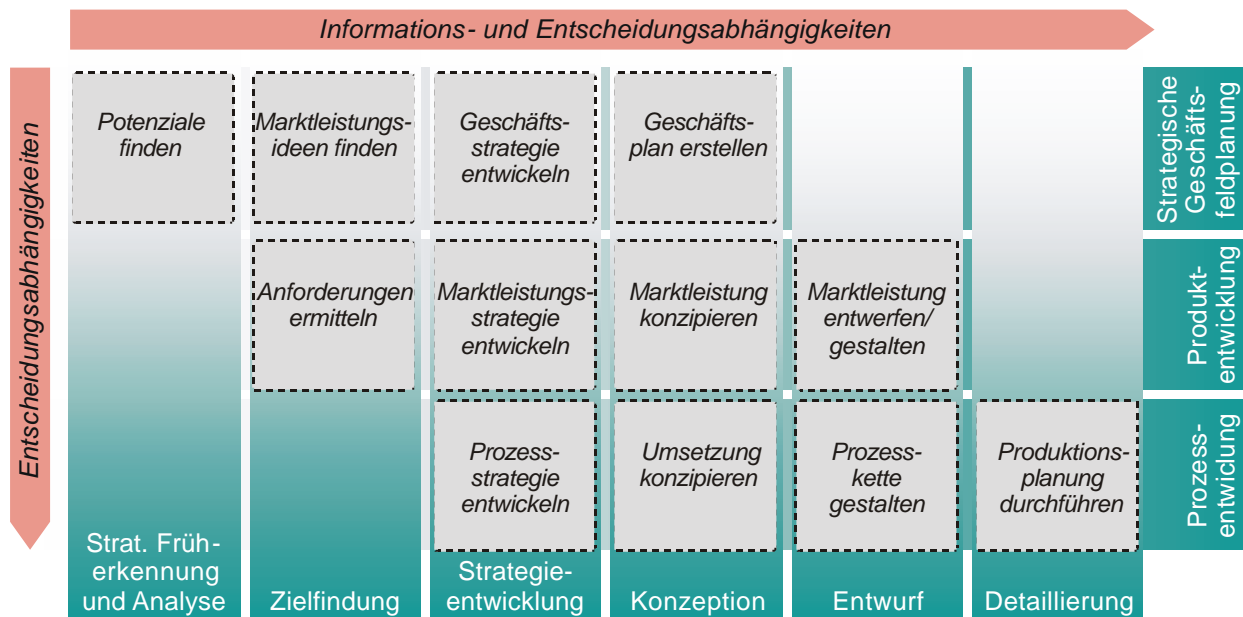 Informations- und Entscheidungsabhängigkeiten
Entscheidungsabhängigkeiten
Potenziale
finden
Marktleistungs-
ideen finden
Geschäfts-
strategie
entwickeln
Geschäfts-
plan erstellen
Strategische
Geschäfts-
feldplanung
Anforderungen
ermitteln
Marktleistungs-
strategie
entwickeln
Marktleistung
konzipieren
Marktleistung
entwerfen/
gestalten
Produkt-
entwicklung
Prozess-
strategie
entwickeln
Umsetzung
konzipieren
Prozess-
kette
gestalten
Produktions-
planung
durchführen
Prozess-
entwiclung
Strat. Früh-
erkennung
und Analyse
Zielfindung
Strategie-
entwicklung
Konzeption
Entwurf
Detaillierung